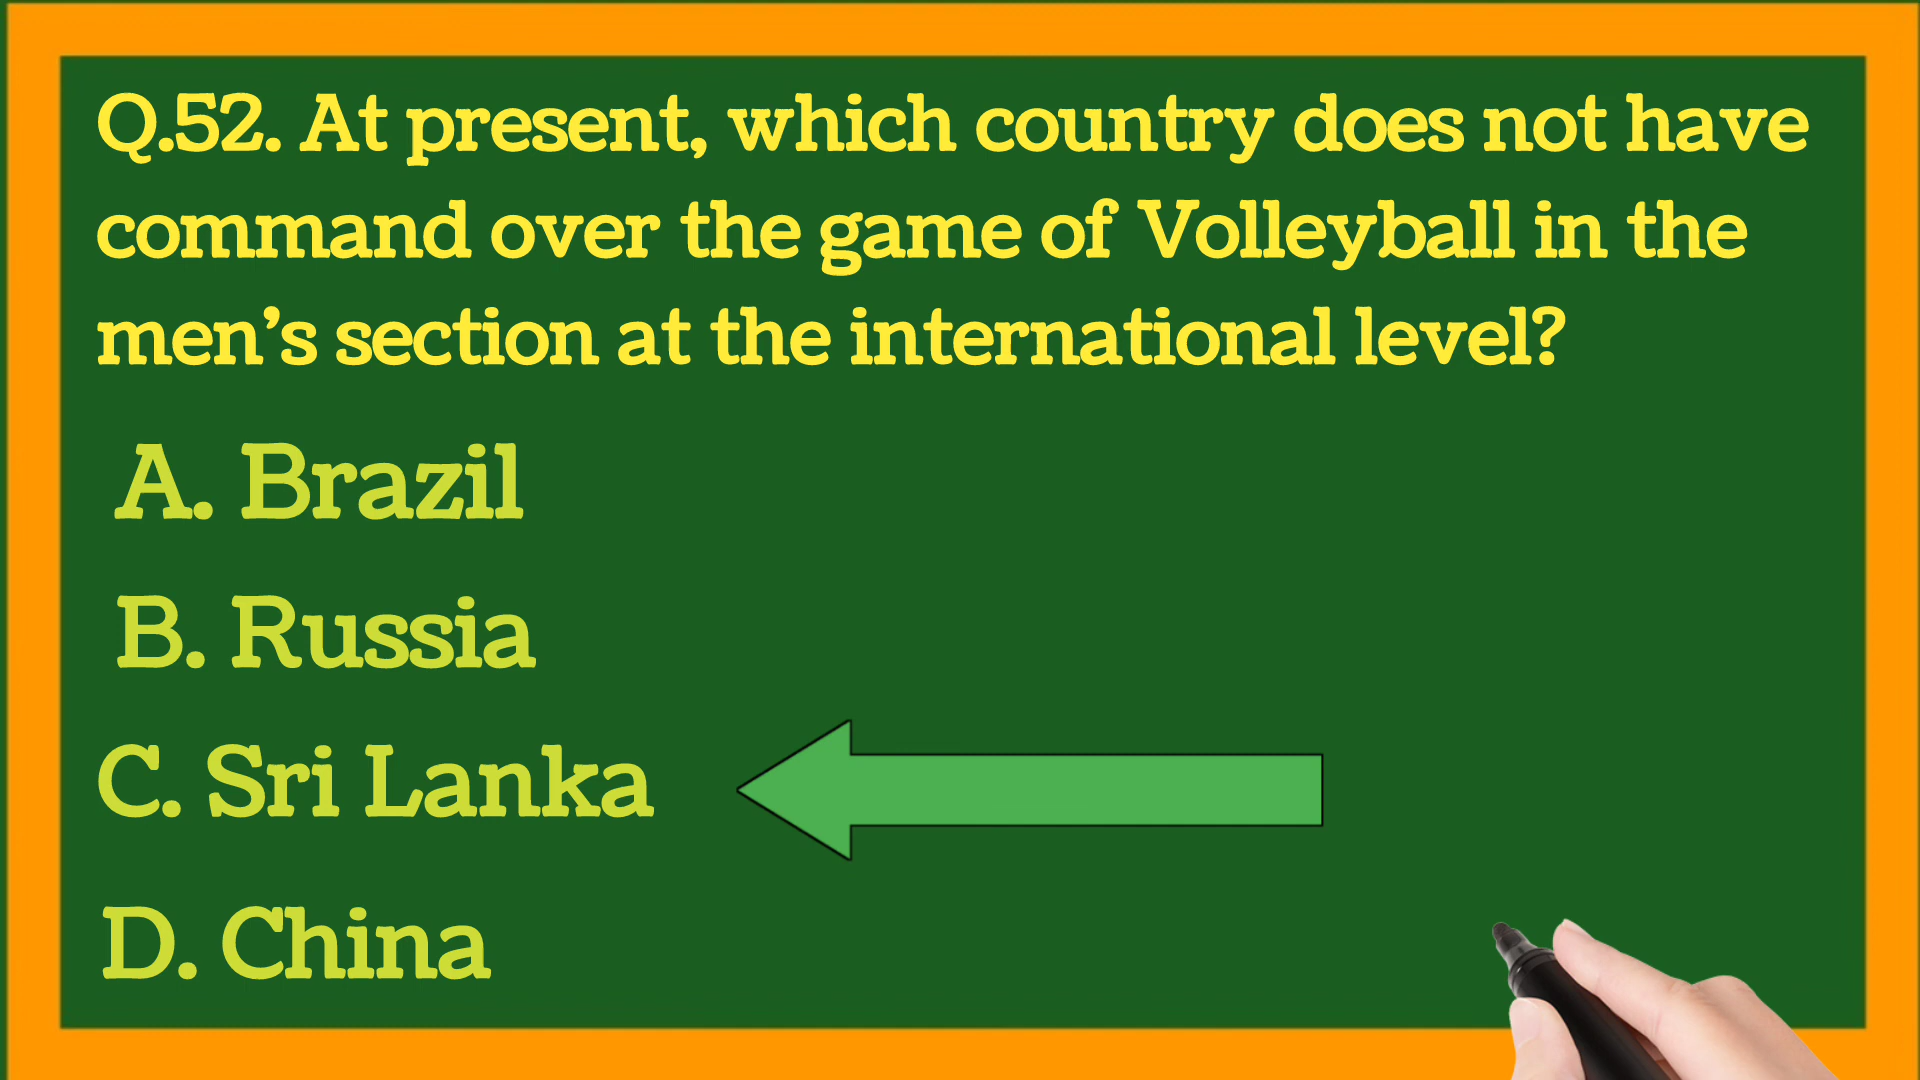 Q.52. At present, which country does not have
command over the game of Volleyball in the
men’s section at the international level?
A. Brazil
B. Russia
C. Sri Lanka
D. China